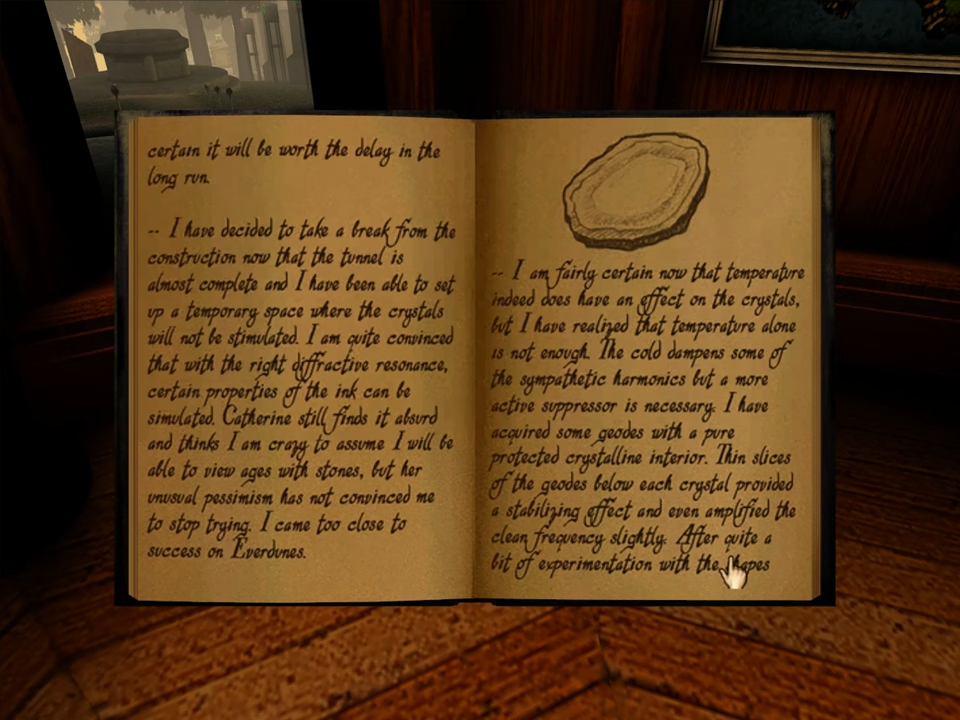 certain it will be worth the delay in the
long run.
-- I have decided to take a break from the
construction now that the tunnel is
almost complete and I have been able to set
up a temporary space where the crystals
will not be stimulated. I am quite convinced
that with the right diffractive resonance,
certain properties of the ink can be
simulated. Catherine still finds it absurd
and thinks I am crazy to assume I will be
able to view ages with stones, but her
unusual pessimism has not convinced me
to stop trying. I came too close to
success on Everdunes.
-- I am fairly certain now that temperature
indeed does have an effect on the crystals,
but I have realized that temperature alone
is not enough. The cold dampens some of
the sympathetic harmonics but a more
active suppressor is necessary. I have
acquired some geodes with a pure
protected crystalline interior. Thin slices
of the geodes below each crystal provided
a stabilizing effect and even amplified the
clean frequency slightly. After quite a
bit of experimentation with the shapes